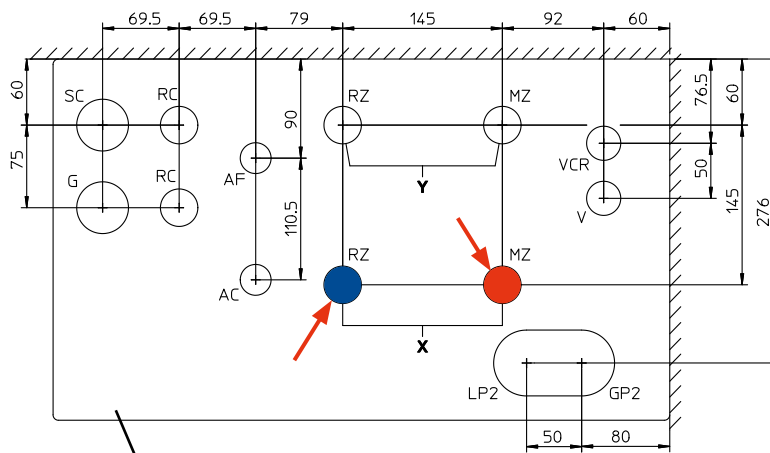 69.5 69.5 79 145 92 60
60 SC RC 90 RZ MZ 76.5 60
75 G RC AF Y VCR 50 145 276
V
110.5 RZ MZ
AC
X
LP2 GP2
50 80